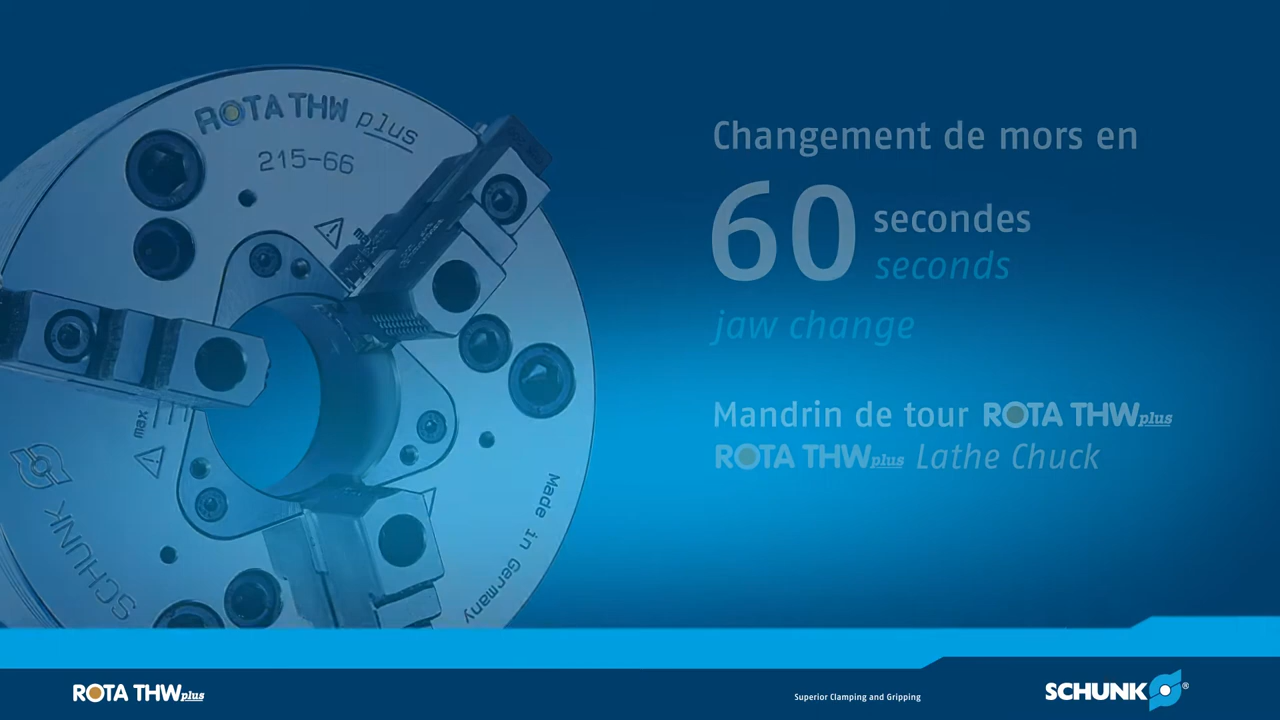 ROTA THW plus
215-66
max
SCHUNK
Made in Germany
Changement de mors en
60 secondes
seconds
jaw change
Mandrin de tour ROTA THWplus
ROTA THWplus Lathe Chuck
ROTA THWplus
Superior Clamping and Gripping
SCHUNK ®